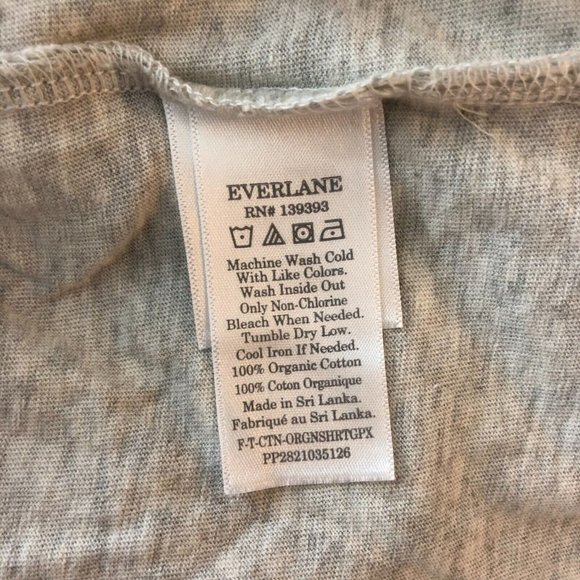 EVERLANE
RN# 139393
Machine Wash Cold
With Like Colors.
Wash Inside Out
Only Non-Chlorine
Bleach When Needed.
Tumble Dry Low.
Cool Iron If Needed.
100% Organic Cotton
100% Coton Organique
Made in Sri Lanka.
Fabriqué au Sri Lanka.
F-T-CTN-ORGNSHRTGPX
PP2821035126